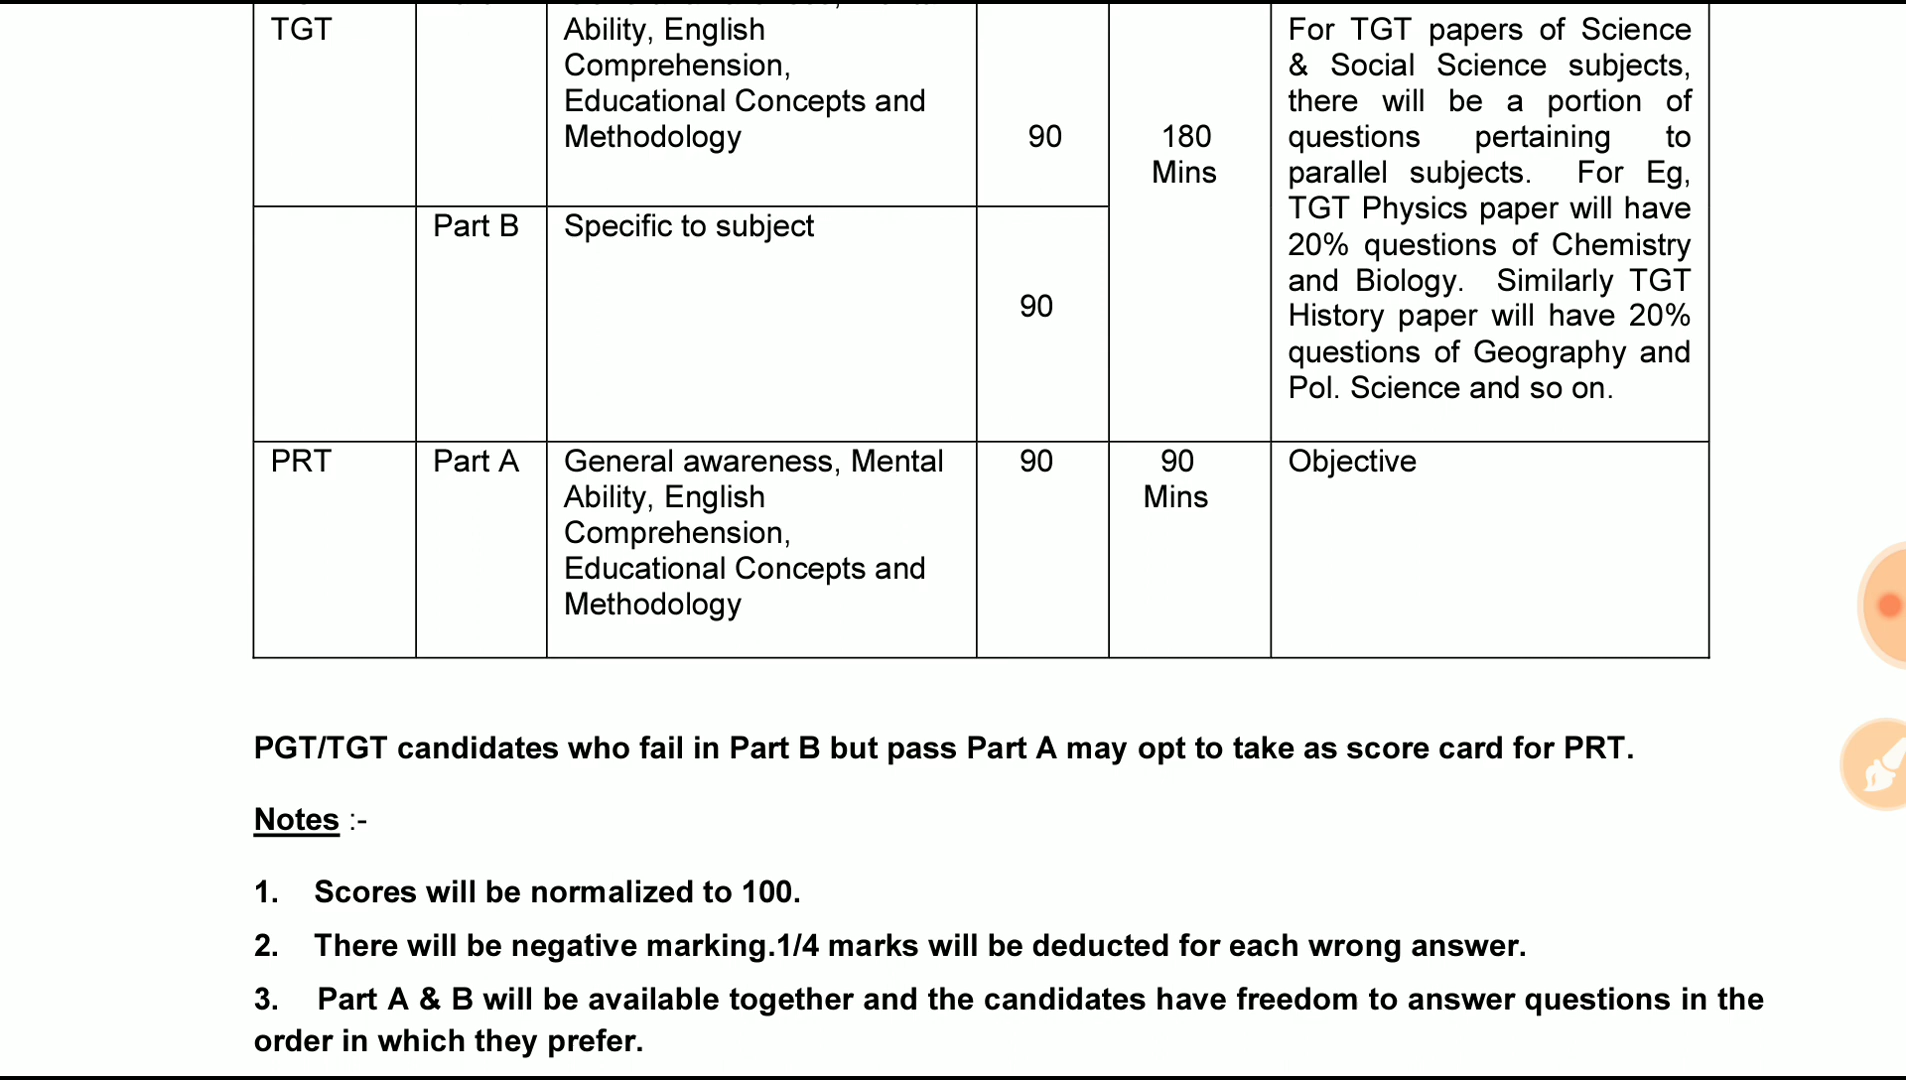 TGT
Ability, English
Comprehension,
Educational Concepts and
Methodology
90
180
Mins
For TGT papers of Science
& Social Science subjects,
there will be a portion of
questions pertaining to
parallel subjects. For Eg,
TGT Physics paper will have
20% questions of Chemistry
and Biology. Similarly TGT
History paper will have 20%
questions of Geography and
Pol. Science and so on.
Part B
Specific to subject
90
PRT
Part A
General awareness, Mental
Ability, English
Comprehension,
Educational Concepts and
Methodology
90
90
Mins
Objective
PGT/TGT candidates who fail in Part B but pass Part A may opt to take as score card for PRT.
Notes :-
1. Scores will be normalized to 100.
2. There will be negative marking.1/4 marks will be deducted for each wrong answer.
3. Part A & B will be available together and the candidates have freedom to answer questions in the
order in which they prefer.